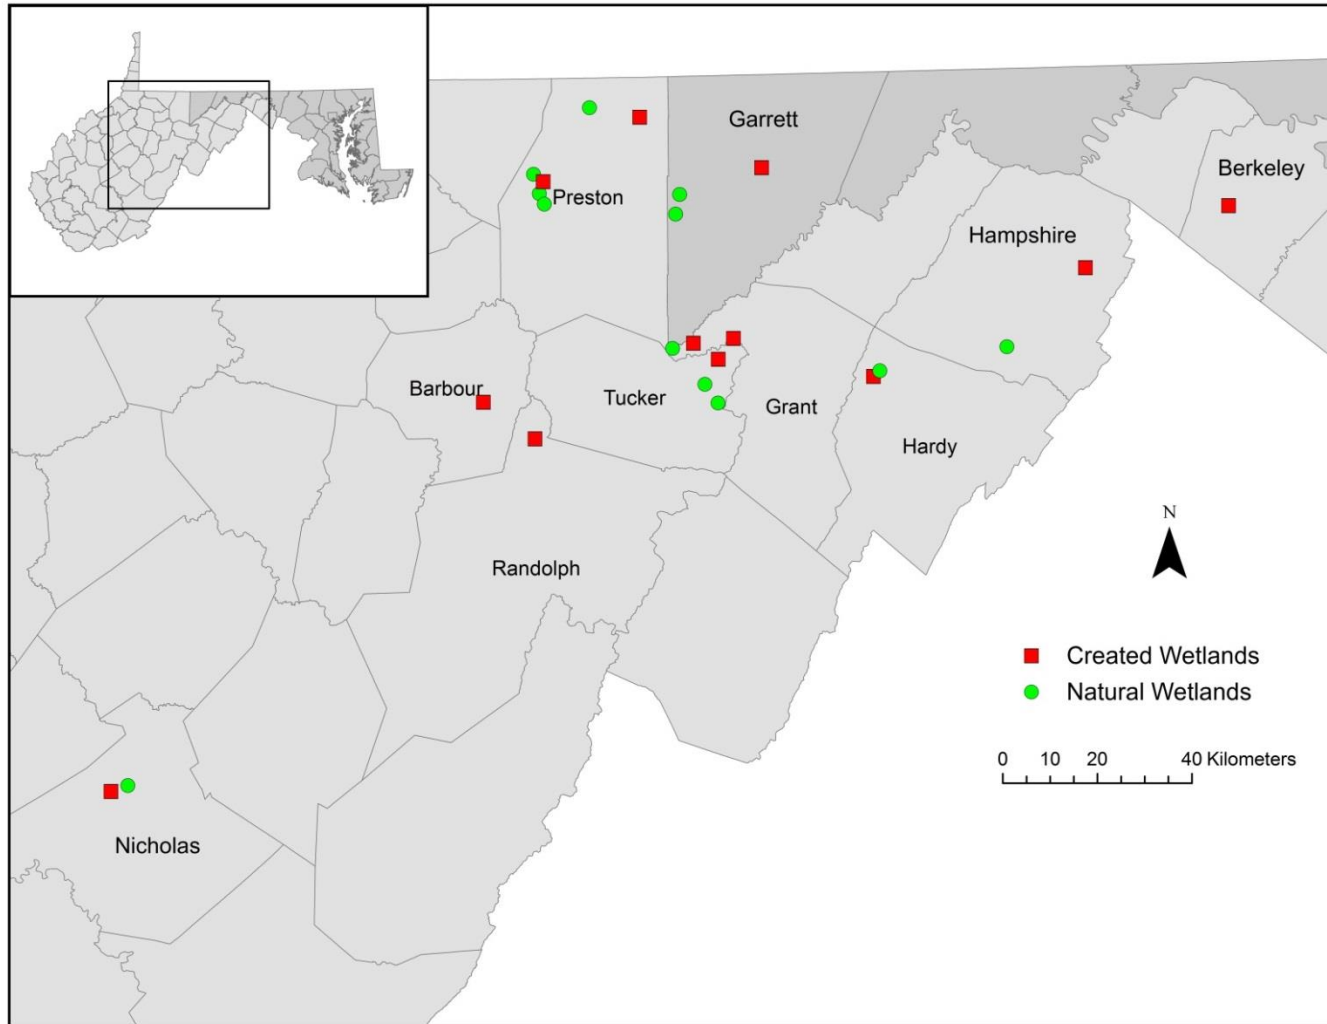 Garrett
Berkeley
Preston
Hampshire
Barbour
Tucker
Grant
Hardy
N
Randolph
Created Wetlands
Natural Wetlands
0 10 20 40 Kilometers
Nicholas